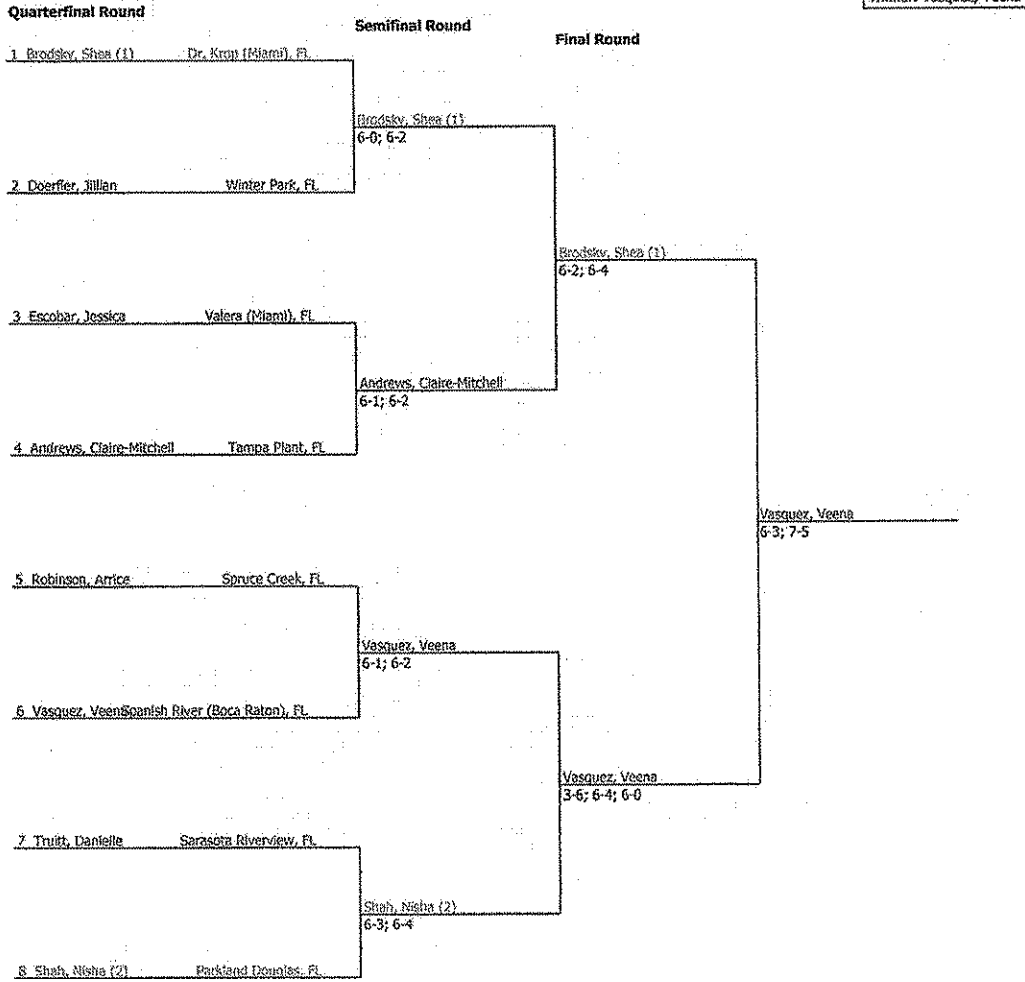 Quarterfinal Round
Semifinal Round
Final Round
1 Brodsky, Shea (1) Dr. Krop (Miami), FL
Brodsky, Shea (1)
6-0; 6-2
2 Doerfler, Jillian Winter Park, FL
Brodsky, Shea (1)
6-2; 6-4
3 Escobar, Jessica Valera (Miami), FL
Andrews, Claire-Mitchell
6-1; 6-2
4 Andrews, Claire-Mitchell Tampa Plant, FL
Vasquez, Veena
6-3; 7-5
5 Robinson, Arrice Spruce Creek, FL
Vasquez, Veena
6-1; 6-2
6 Vasquez, VeenSpanish River (Boca Raton), FL
Vasquez, Veena
3-6; 6-4; 6-0
7 Truitt, Danielle Sarasota Riverview, FL
Shah, Nisha (2)
6-3; 6-4
8 Shah, Nisha (2) Parkland Douglas, FL